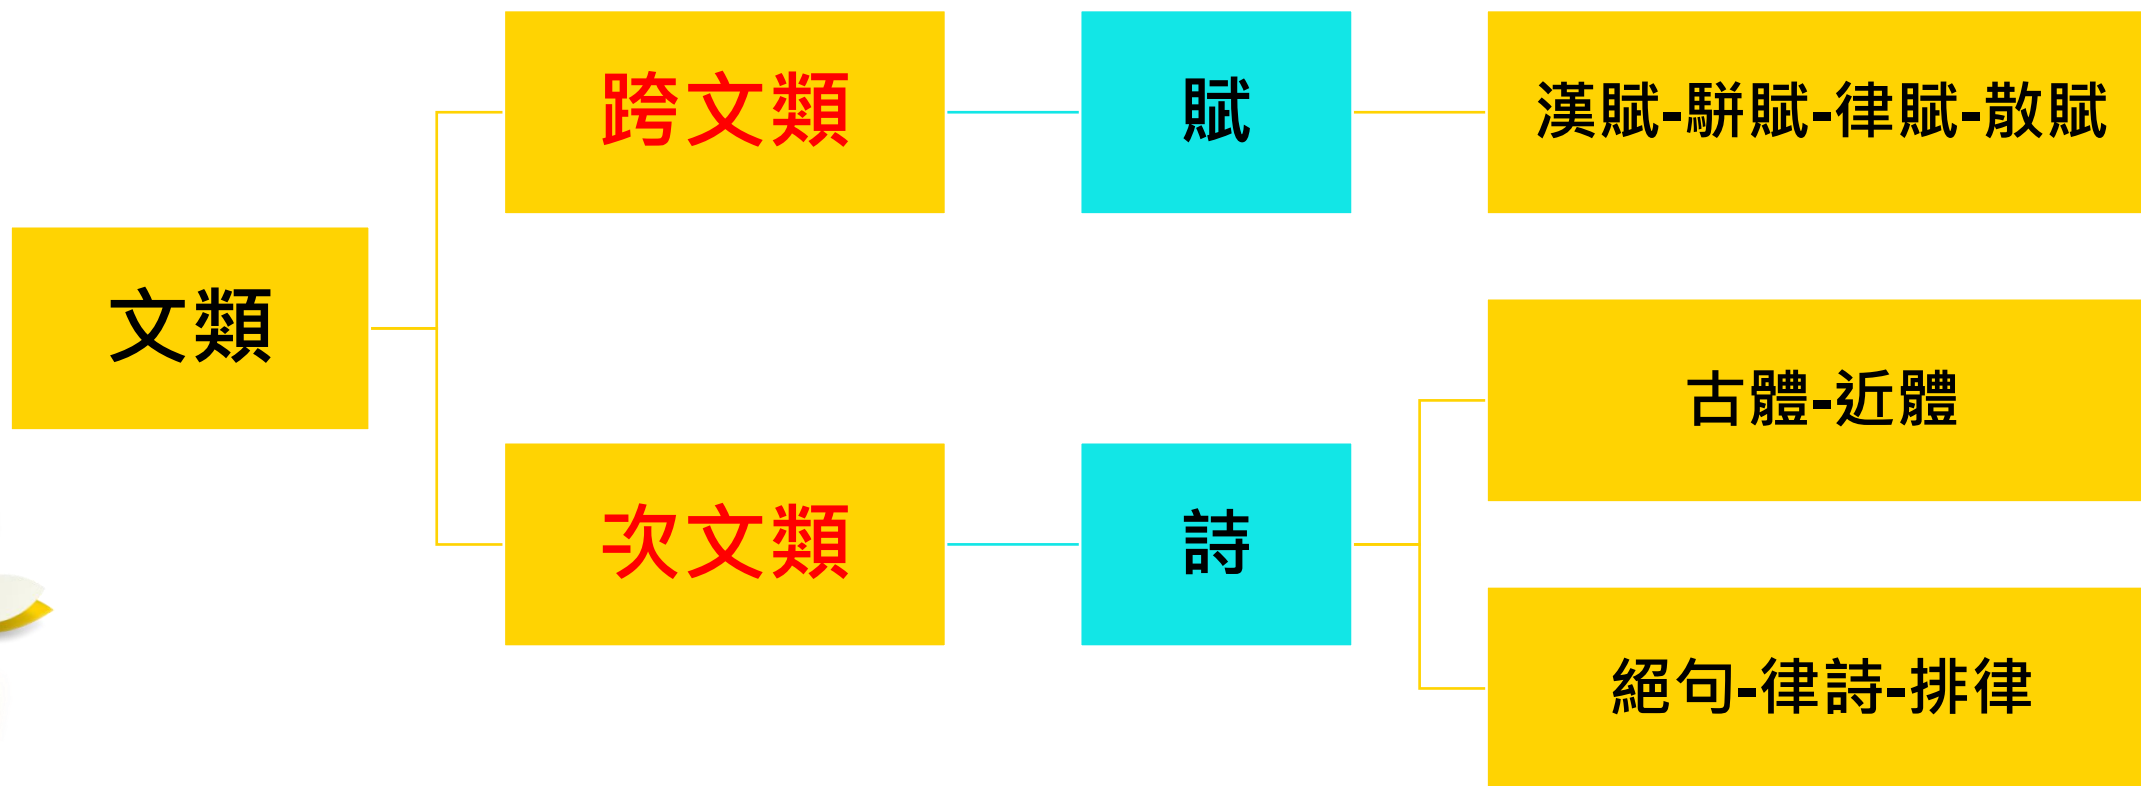 文類
跨文類
賦
漢賦-駢賦-律賦-散賦
次文類
詩
古體-近體
絕句-律詩-排律